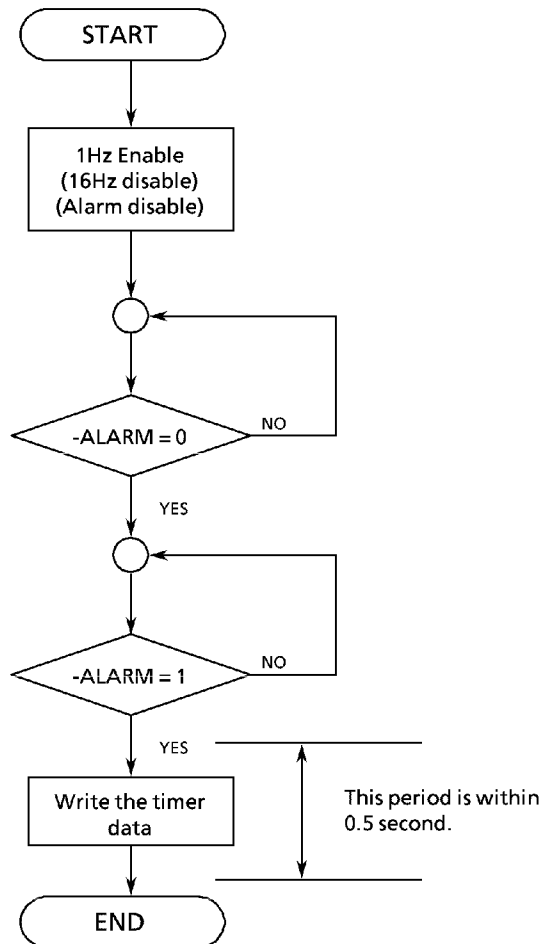 START
1Hz Enable
(16Hz disable)
(Alarm disable)
-ALARM = 0
NO
YES
-ALARM = 1
NO
YES
Write the timer
data
This period is within
0.5 second.
END